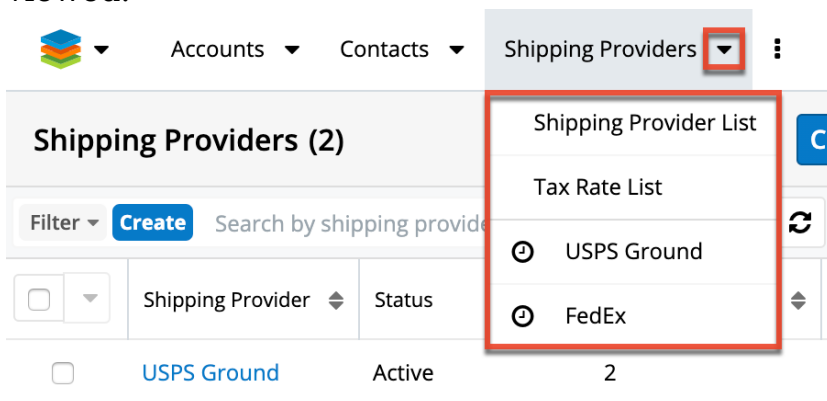 Accounts Contacts Shipping Providers
Shipping Providers (2)
Shipping Provider List
Tax Rate List
Filter Create Search by shipping provide
USPS Ground
Shipping Provider Status
FedEx
USPS Ground Active 2